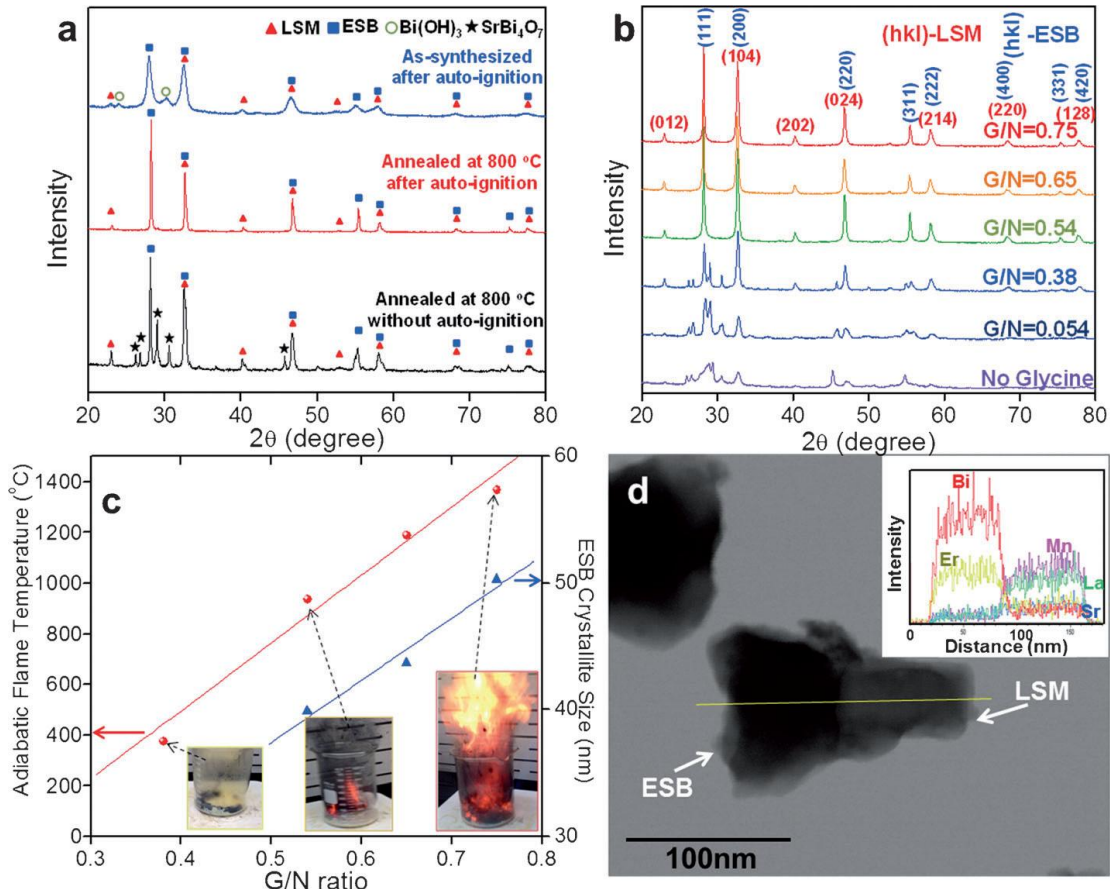 a
▲ LSM ■ ESB ○ Bi(OH)3 ★ SrBi4O7
As-synthesized
after auto-ignition
Annealed at 800 °C
after auto-ignition
Annealed at 800 °C
without auto-ignition
Intensity
20 30 40 50 60 70 80
2θ (degree)
b
(hkl)-LSM (hkl)-ESB
(012) (111) (200) (104) (202) (024) (220) (311) (222) (214) (400) (220) (331) (420) (128)
G/N=0.75
G/N=0.65
G/N=0.54
G/N=0.38
G/N=0.054
No Glycine
Intensity
20 30 40 50 60 70 80
2θ (degree)
c
Adiabatic Flame Temperature (°C)
1400
1200
1000
800
600
400
200
0
0.3 0.4 0.5 0.6 0.7 0.8
G/N ratio
60
50
40
30
ESB Crystallite Size (nm)
d
Intensity
Bi
Er
Mn
La
Sr
0 50 100 150
Distance (nm)
LSM
ESB
100nm